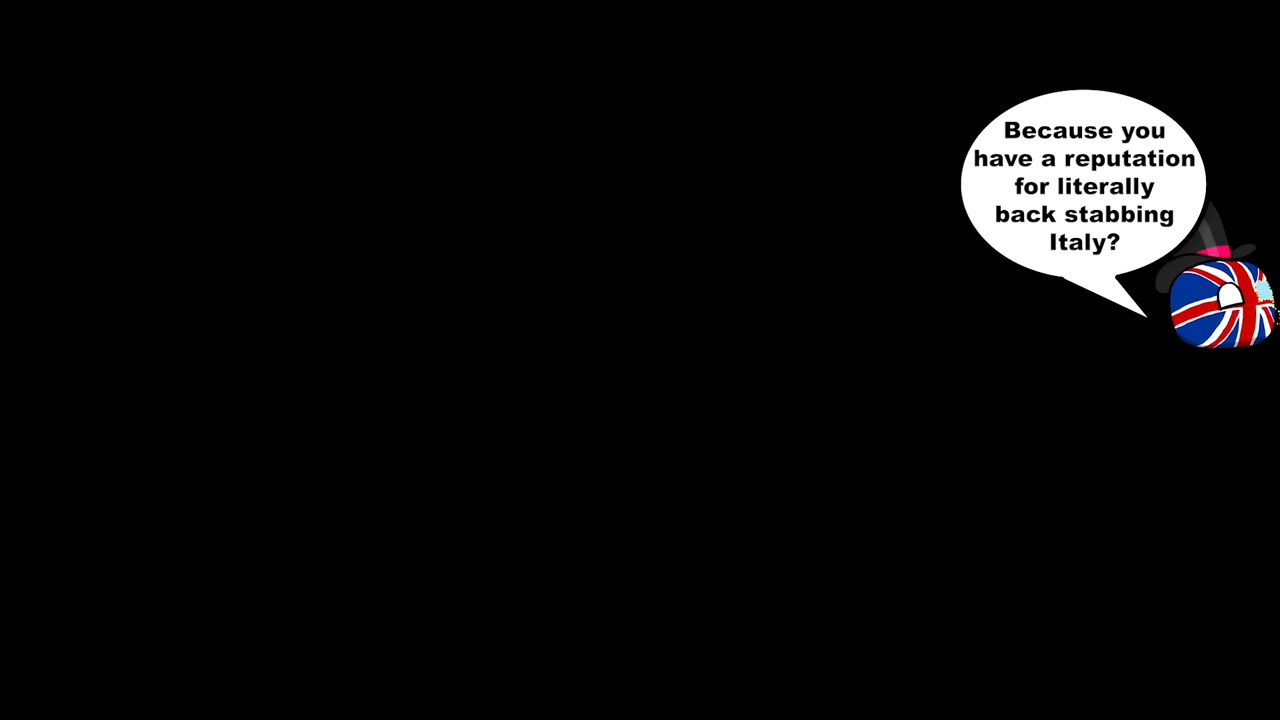 Because you
have a reputation
for literally
back stabbing
Italy?